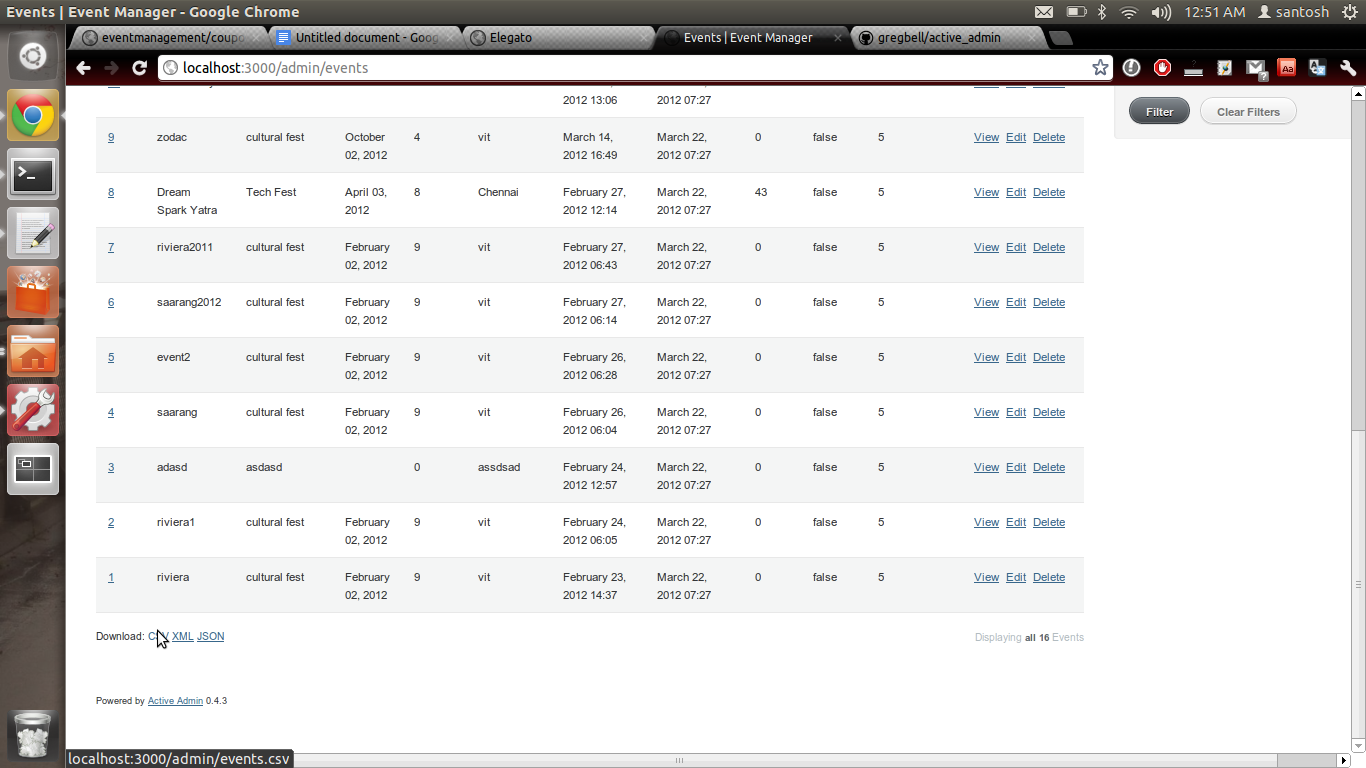 Events | Event Manager - Google Chrome
12:51 AM santosh
eventmanagement/coupo
Untitled document - Goog
Elegato
Events | Event Manager
gregbell/active_admin
localhost:3000/admin/events
2012 13:06 2012 07:27
Filter Clear Filters
9 zodac cultural fest October 4 vit March 14, March 22, 0 false 5 View Edit Delete
02, 2012 2012 16:49 2012 07:27
8 Dream Tech Fest April 03, 8 Chennai February 27, March 22, 43 false 5 View Edit Delete
Spark Yatra 2012 2012 12:14 2012 07:27
7 riviera2011 cultural fest February 9 vit February 27, March 22, 0 false 5 View Edit Delete
02, 2012 2012 06:43 2012 07:27
6 saarang2012 cultural fest February 9 vit February 27, March 22, 0 false 5 View Edit Delete
02, 2012 2012 06:14 2012 07:27
5 event2 cultural fest February 9 vit February 26, March 22, 0 false 5 View Edit Delete
02, 2012 2012 06:28 2012 07:27
4 saarang cultural fest February 9 vit February 26, March 22, 0 false 5 View Edit Delete
02, 2012 2012 06:04 2012 07:27
3 adasd asdasd 0 assdsad February 24, March 22, 0 false 5 View Edit Delete
2012 12:57 2012 07:27
2 riviera1 cultural fest February 9 vit February 24, March 22, 0 false 5 View Edit Delete
02, 2012 2012 06:05 2012 07:27
1 riviera cultural fest February 9 vit February 23, March 22, 0 false 5 View Edit Delete
02, 2012 2012 14:37 2012 07:27
Download: CSV XML JSON Displaying all 16 Events
Powered by Active Admin 0.4.3
localhost:3000/admin/events.csv